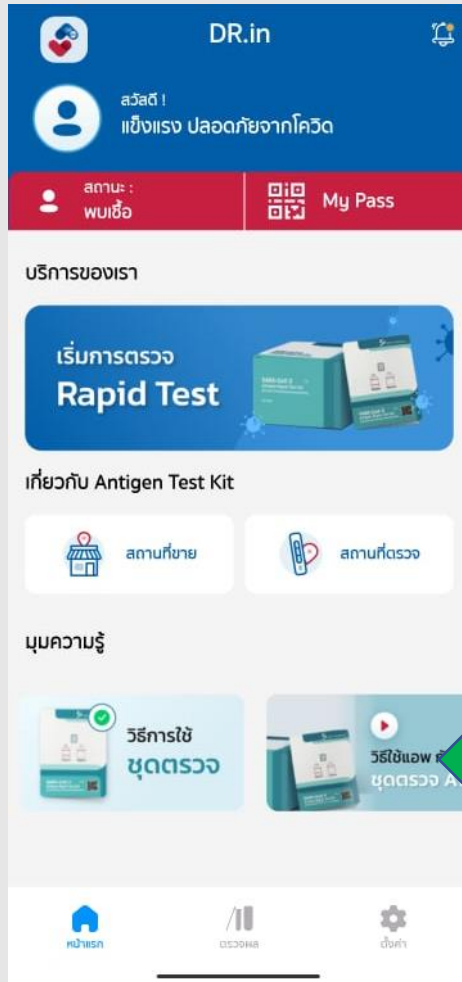 DR.in
สวัสดี !
แข็งแรง ปลอดภัยจากโควิด
สถานะ :
พบเชื้อ
My Pass
บริการของเรา
เริ่มการตรวจ
Rapid Test
เกี่ยวกับ Antigen Test Kit
สถานที่ขาย
สถานที่ตรวจ
มุมความรู้
วิธีการใช้
ชุดตรวจ
วิธีใช้แอพ
ชุดตรวจ A
หน้าแรก
ตรวจผล
ตั้งค่า